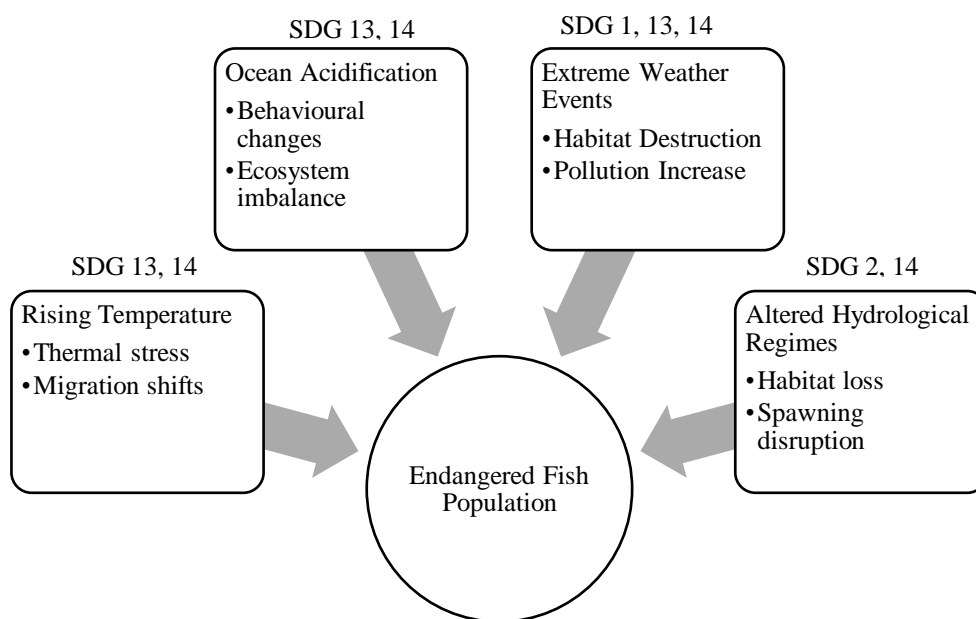 SDG 13, 14
Ocean Acidification
•Behavioural
changes
•Ecosystem
imbalance
SDG 1, 13, 14
Extreme Weather
Events
•Habitat Destruction
•Pollution Increase
SDG 13, 14
Rising Temperature
•Thermal stress
•Migration shifts
SDG 2, 14
Altered Hydrological
Regimes
•Habitat loss
•Spawning
disruption
Endangered Fish
Population